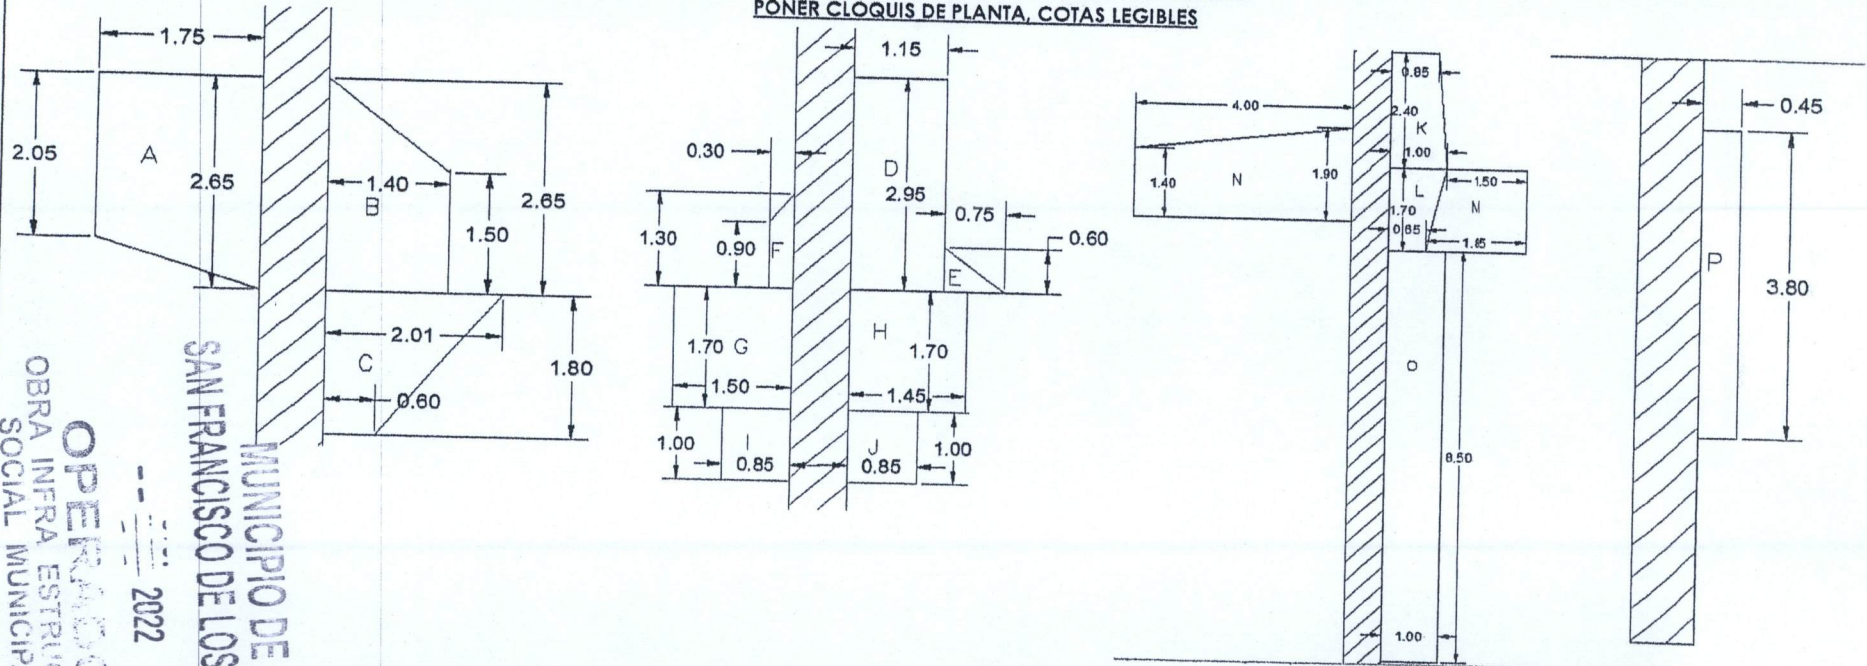 PONER CLOQUIS DE PLANTA, COTAS LEGIBLES
1.75
2.05
A
2.65
1.40
B
1.50
2.65
2.01
C
0.60
1.80
1.15
0.30
D
2.95
0.75
0.60
1.30
0.90
F
E
1.70
G
H
1.70
1.50
1.45
1.00
I
0.85
J
0.85
1.00
4.00
0.85
2.40
K
1.00
1.40
N
1.90
L
1.50
1.70
N
0.65
1.85
O
1.00
0.45
P
3.80
MUNICIPIO DE
SAN FRANCISCO DE LOS
2022
OBRA INFRA ESTRU
SOCIAL MUNICIP